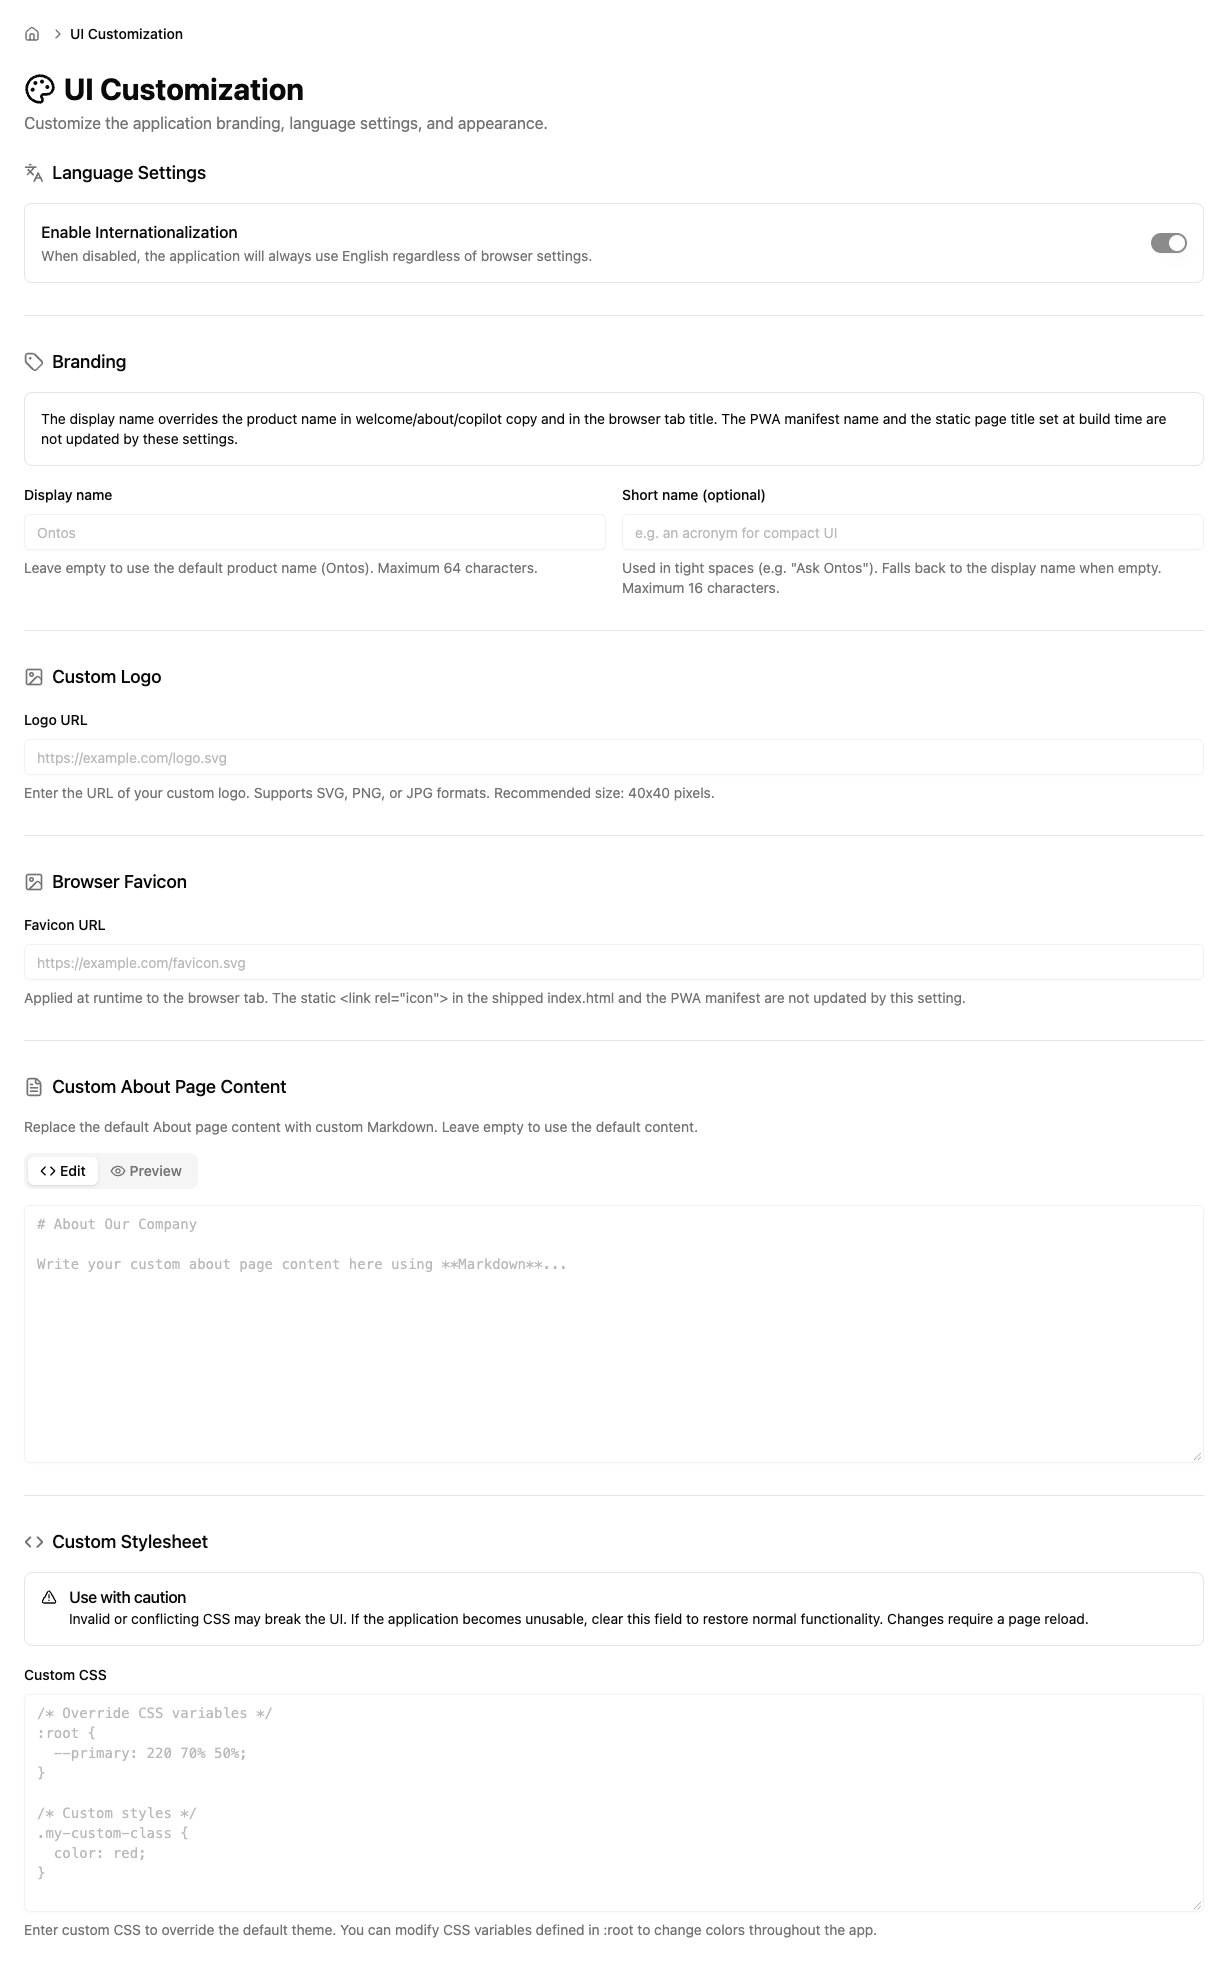 UI Customization
UI Customization
Customize the application branding, language settings, and appearance.
Language Settings
Enable Internationalization
When disabled, the application will always use English regardless of browser settings.
Branding
The display name overrides the product name in welcome/about/copilot copy and in the browser tab title. The PWA manifest name and the static page title set at build time are
not updated by these settings.
Display name
Short name (optional)
Ontos
e.g. an acronym for compact UI
Leave empty to use the default product name (Ontos). Maximum 64 characters.
Used in tight spaces (e.g. "Ask Ontos"). Falls back to the display name when empty.
Maximum 16 characters.
Custom Logo
Logo URL
https://example.com/logo.svg
Enter the URL of your custom logo. Supports SVG, PNG, or JPG formats. Recommended size: 40x40 pixels.
Browser Favicon
Favicon URL
https://example.com/favicon.svg
Applied at runtime to the browser tab. The static <link rel="icon"> in the shipped index.html and the PWA manifest are not updated by this setting.
Custom About Page Content
Replace the default About page content with custom Markdown. Leave empty to use the default content.
Edit Preview
# About Our Company
Write your custom about page content here using **Markdown**...
Custom Stylesheet
Use with caution
Invalid or conflicting CSS may break the UI. If the application becomes unusable, clear this field to restore normal functionality. Changes require a page reload.
Custom CSS
/* Override CSS variables */
:root {
  --primary: 220 70% 50%;
}
/* Custom styles */
.my-custom-class {
  color: red;
}
Enter custom CSS to override the default theme. You can modify CSS variables defined in :root to change colors throughout the app.